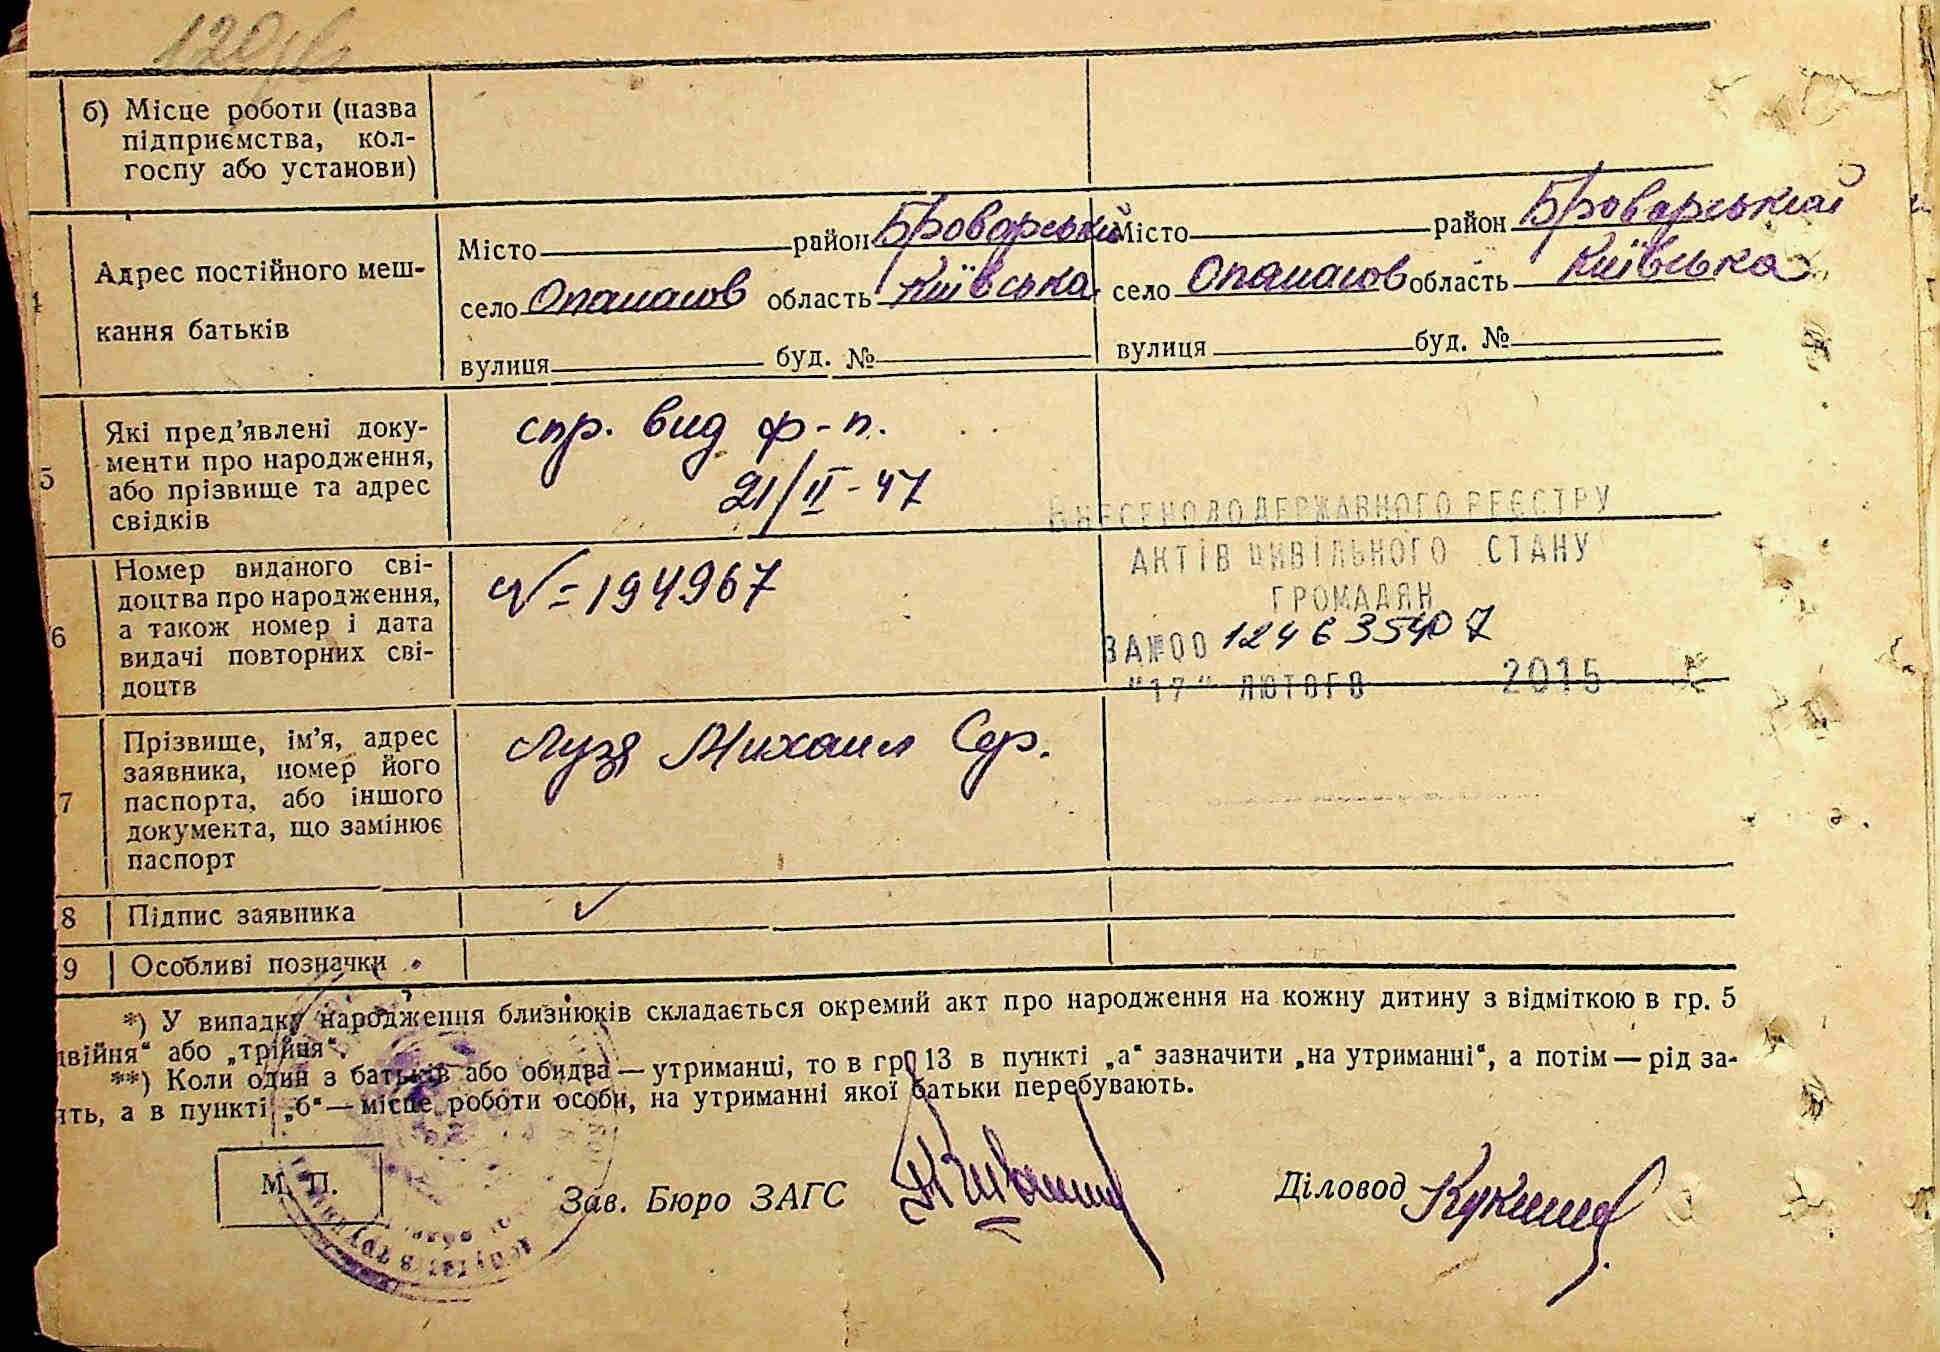 б) Місце роботи (назва
підприємства, кол-
госпу або установи)
Адрес постійного меш-
кання батьків
Місто район Броварський
село Опанасов область Київська
вулиця буд. №
Місто район Броварський
село Опанасов область Київська
вулиця буд. №
5 Які пред'явлені доку-
менти про народження,
або прізвище та адрес
свідків
спр. вид ф-п.
21/II-47
6 Номер виданого сві-
доцтва про народження,
а також номер і дата
видачі повторних сві-
доцтв
№=194967
ВНЕСЕНО ДО ДЕРЖАВНОГО РЕЄСТРУ
АКТІВ ЦИВІЛЬНОГО СТАНУ
ГРОМАДЯН
ЗА №00 124635407
"17" ЛЮТОГО 2015
7 Прізвище, ім'я, адрес
заявника, номер його
паспорта, або іншого
документа, що замінює
паспорт
Лузя Михаил Сер.
8 Підпис заявника
9 Особливі позначки
*) У випадку народження близнюків складається окремий акт про народження на кожну дитину з відміткою в гр. 5
двійня" або „трійня".
**) Коли один з батьків або обидва — утриманці, то в гр. 13 в пункті „а" зазначити „на утриманні", а потім — рід за-
ять, а в пункті „б" — місце роботи особи, на утриманні якої батьки перебувають.
М. П.
Зав. Бюро ЗАГС
Діловод